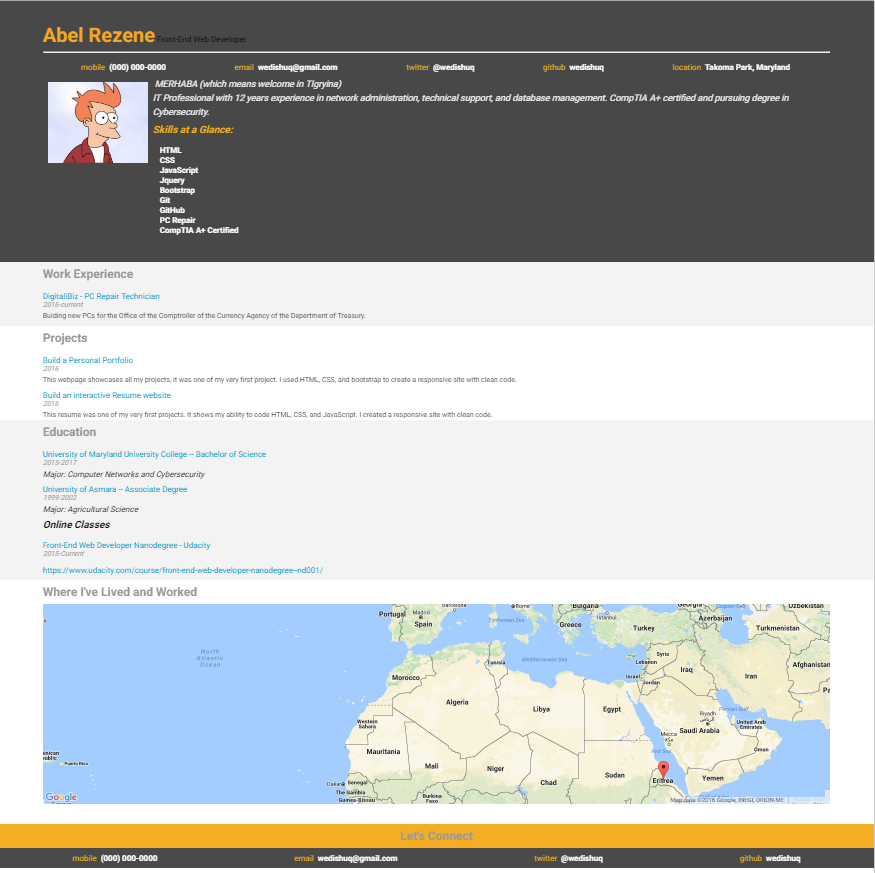 Abel Rezene Front-End Web Developer
mobile (000) 000-0000 email wedishuq@gmail.com twitter @wedishuq github wedishuq location Takoma Park, Maryland
MERHABA (which means welcome in TIgryina)
IT Professional with 12 years experience in network administration, technical support, and database management. CompTIA A+ certified and pursuing degree in
Cybersecurity.
Skills at a Glance:
HTML
CSS
JavaScript
Jquery
Bootstrap
Git
GitHub
PC Repair
CompTIA A+ Certified
Work Experience
DigitaliBiz - PC Repair Technician
2016-current
Buiding new PCs for the Office of the Comptroller of the Currency Agency of the Depertment of Treasury.
Projects
Build a Personal Portfolio
2016
This webpage showcases all my projects, it was one of my very first project. I used HTML, CSS, and bootstrap to create a responsive site with clean code.
Build an interactive Resume website
2016
This resume was one of my very first projects. It shows my ability to code HTML, CSS, and JavaScript. I created a responsive site with clean code.
Education
University of Maryland University College -- Bachelor of Science
2015-2017
Major: Computer Networks and Cybersecurity
University of Asmara -- Associate Degree
1999-2002
Major: Agricultural Science
Online Classes
Front-End Web Developer Nanodegree - Udacity
2015-Current
https://www.udacity.com/course/front-end-web-developer-nanodegree--nd001/
Where I've Lived and Worked
Barcelona Rome Bulgaria Georgia Caspian Sea Uzbekistan
Portugal Madrid Tyrrhenian Sea Istanbul Azerbaijan
Spain Greece Turkey Turkmenistan
North
Atlantic
Ocean
Tunisia Mediterranean Sea Syria
Lebanon Iraq Iran Afghanistan
Morocco Israel Jordan
Algeria Libya Egypt Persian Gulf
Western
Sahara
Riyadh
الرياض
Mecca
مكة
Saudi Arabia
United Arab
Emirates
Red Sea Oman
Mauritania
Mali Niger Chad Sudan Eritrea Yemen
Puerto Rico
Dakar Senegal
The Gambia
Guinea-Bissau
Burkina
Faso
Google
Map data ©2016 Google, INEGI, ORION-ME
Let's Connect
mobile (000) 000-0000 email wedishuq@gmail.com twitter @wedishuq github wedishuq